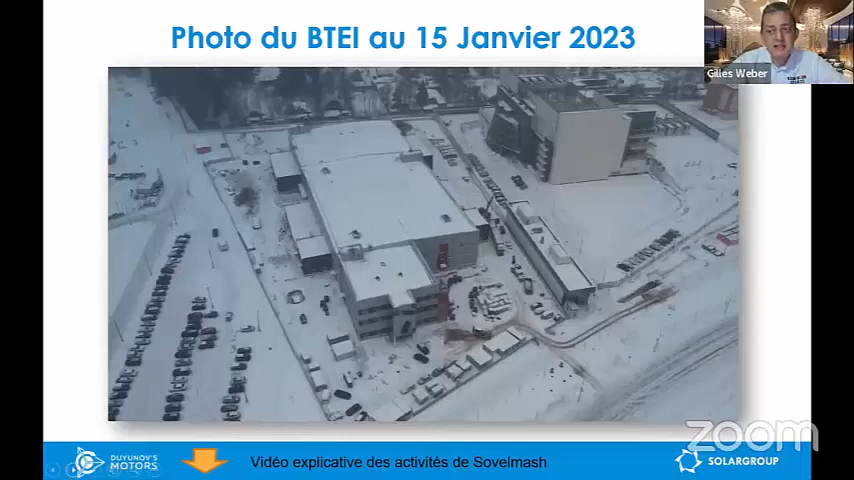 Photo du BTEI au 15 Janvier 2023
Gilles Weber
zoom
DUYUNOV'S
MOTORS
Vidéo explicative des activités de Sovelmash
SOLARGROUP